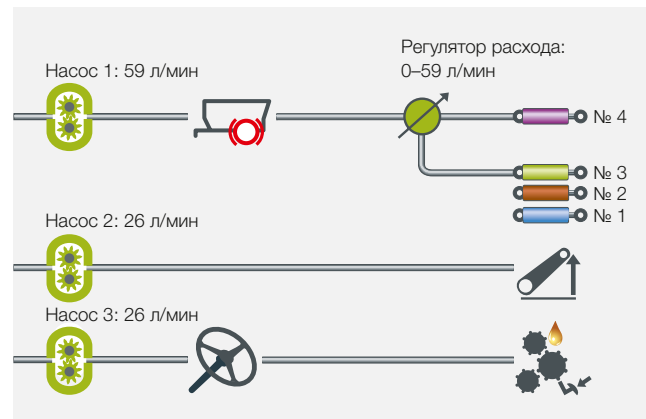 Регулятор расхода:
0–59 л/мин
Насос 1: 59 л/мин
№ 4
№ 3
№ 2
№ 1
Насос 2: 26 л/мин
Насос 3: 26 л/мин